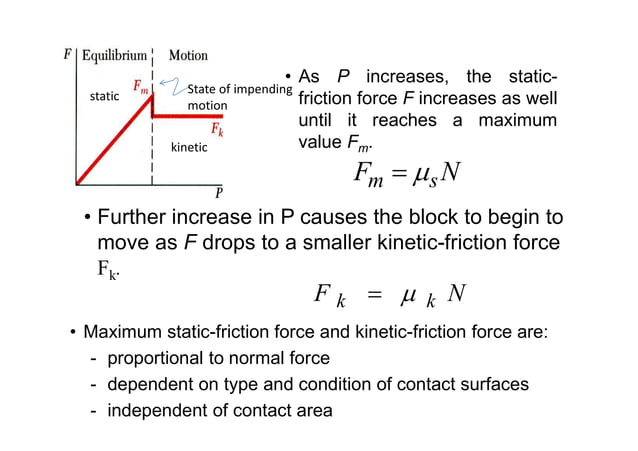 F Equilibrium Motion
Fm
State of impending
motion
static
Fk
kinetic
P
• As P increases, the static-
friction force F increases as well
until it reaches a maximum
value Fm.
Fm = μsN
• Further increase in P causes the block to begin to
move as F drops to a smaller kinetic-friction force
Fk.
Fk = μkN
• Maximum static-friction force and kinetic-friction force are:
- proportional to normal force
- dependent on type and condition of contact surfaces
- independent of contact area